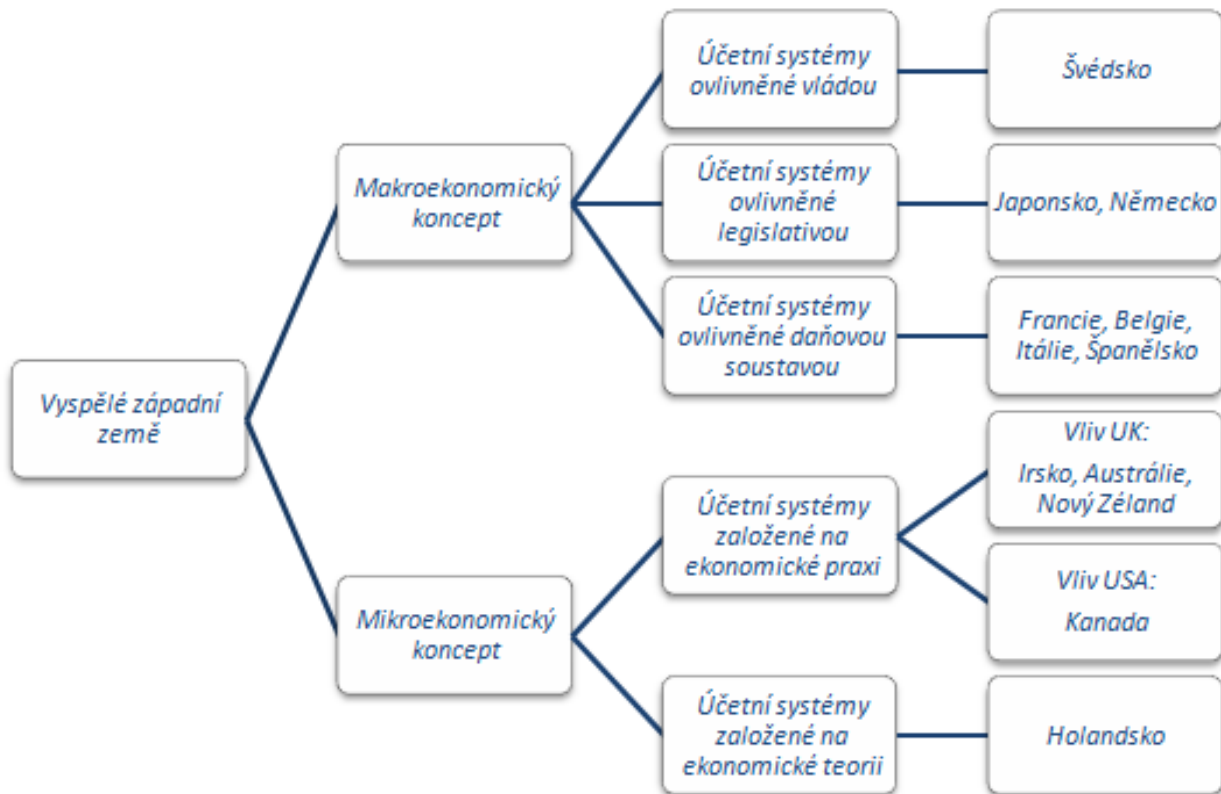 Vyspělé západní
země
Makroekonomický
koncept
Účetní systémy
ovlivněné vládou
Švédsko
Účetní systémy
ovlivněné
legislativou
Japonsko, Německo
Účetní systémy
ovlivněné daňovou
soustavou
Francie, Belgie,
Itálie, Španělsko
Mikroekonomický
koncept
Účetní systémy
založené na
ekonomické praxi
Vliv UK:
Irsko, Austrálie,
Nový Zéland
Vliv USA:
Kanada
Účetní systémy
založené na
ekonomické teorii
Holandsko